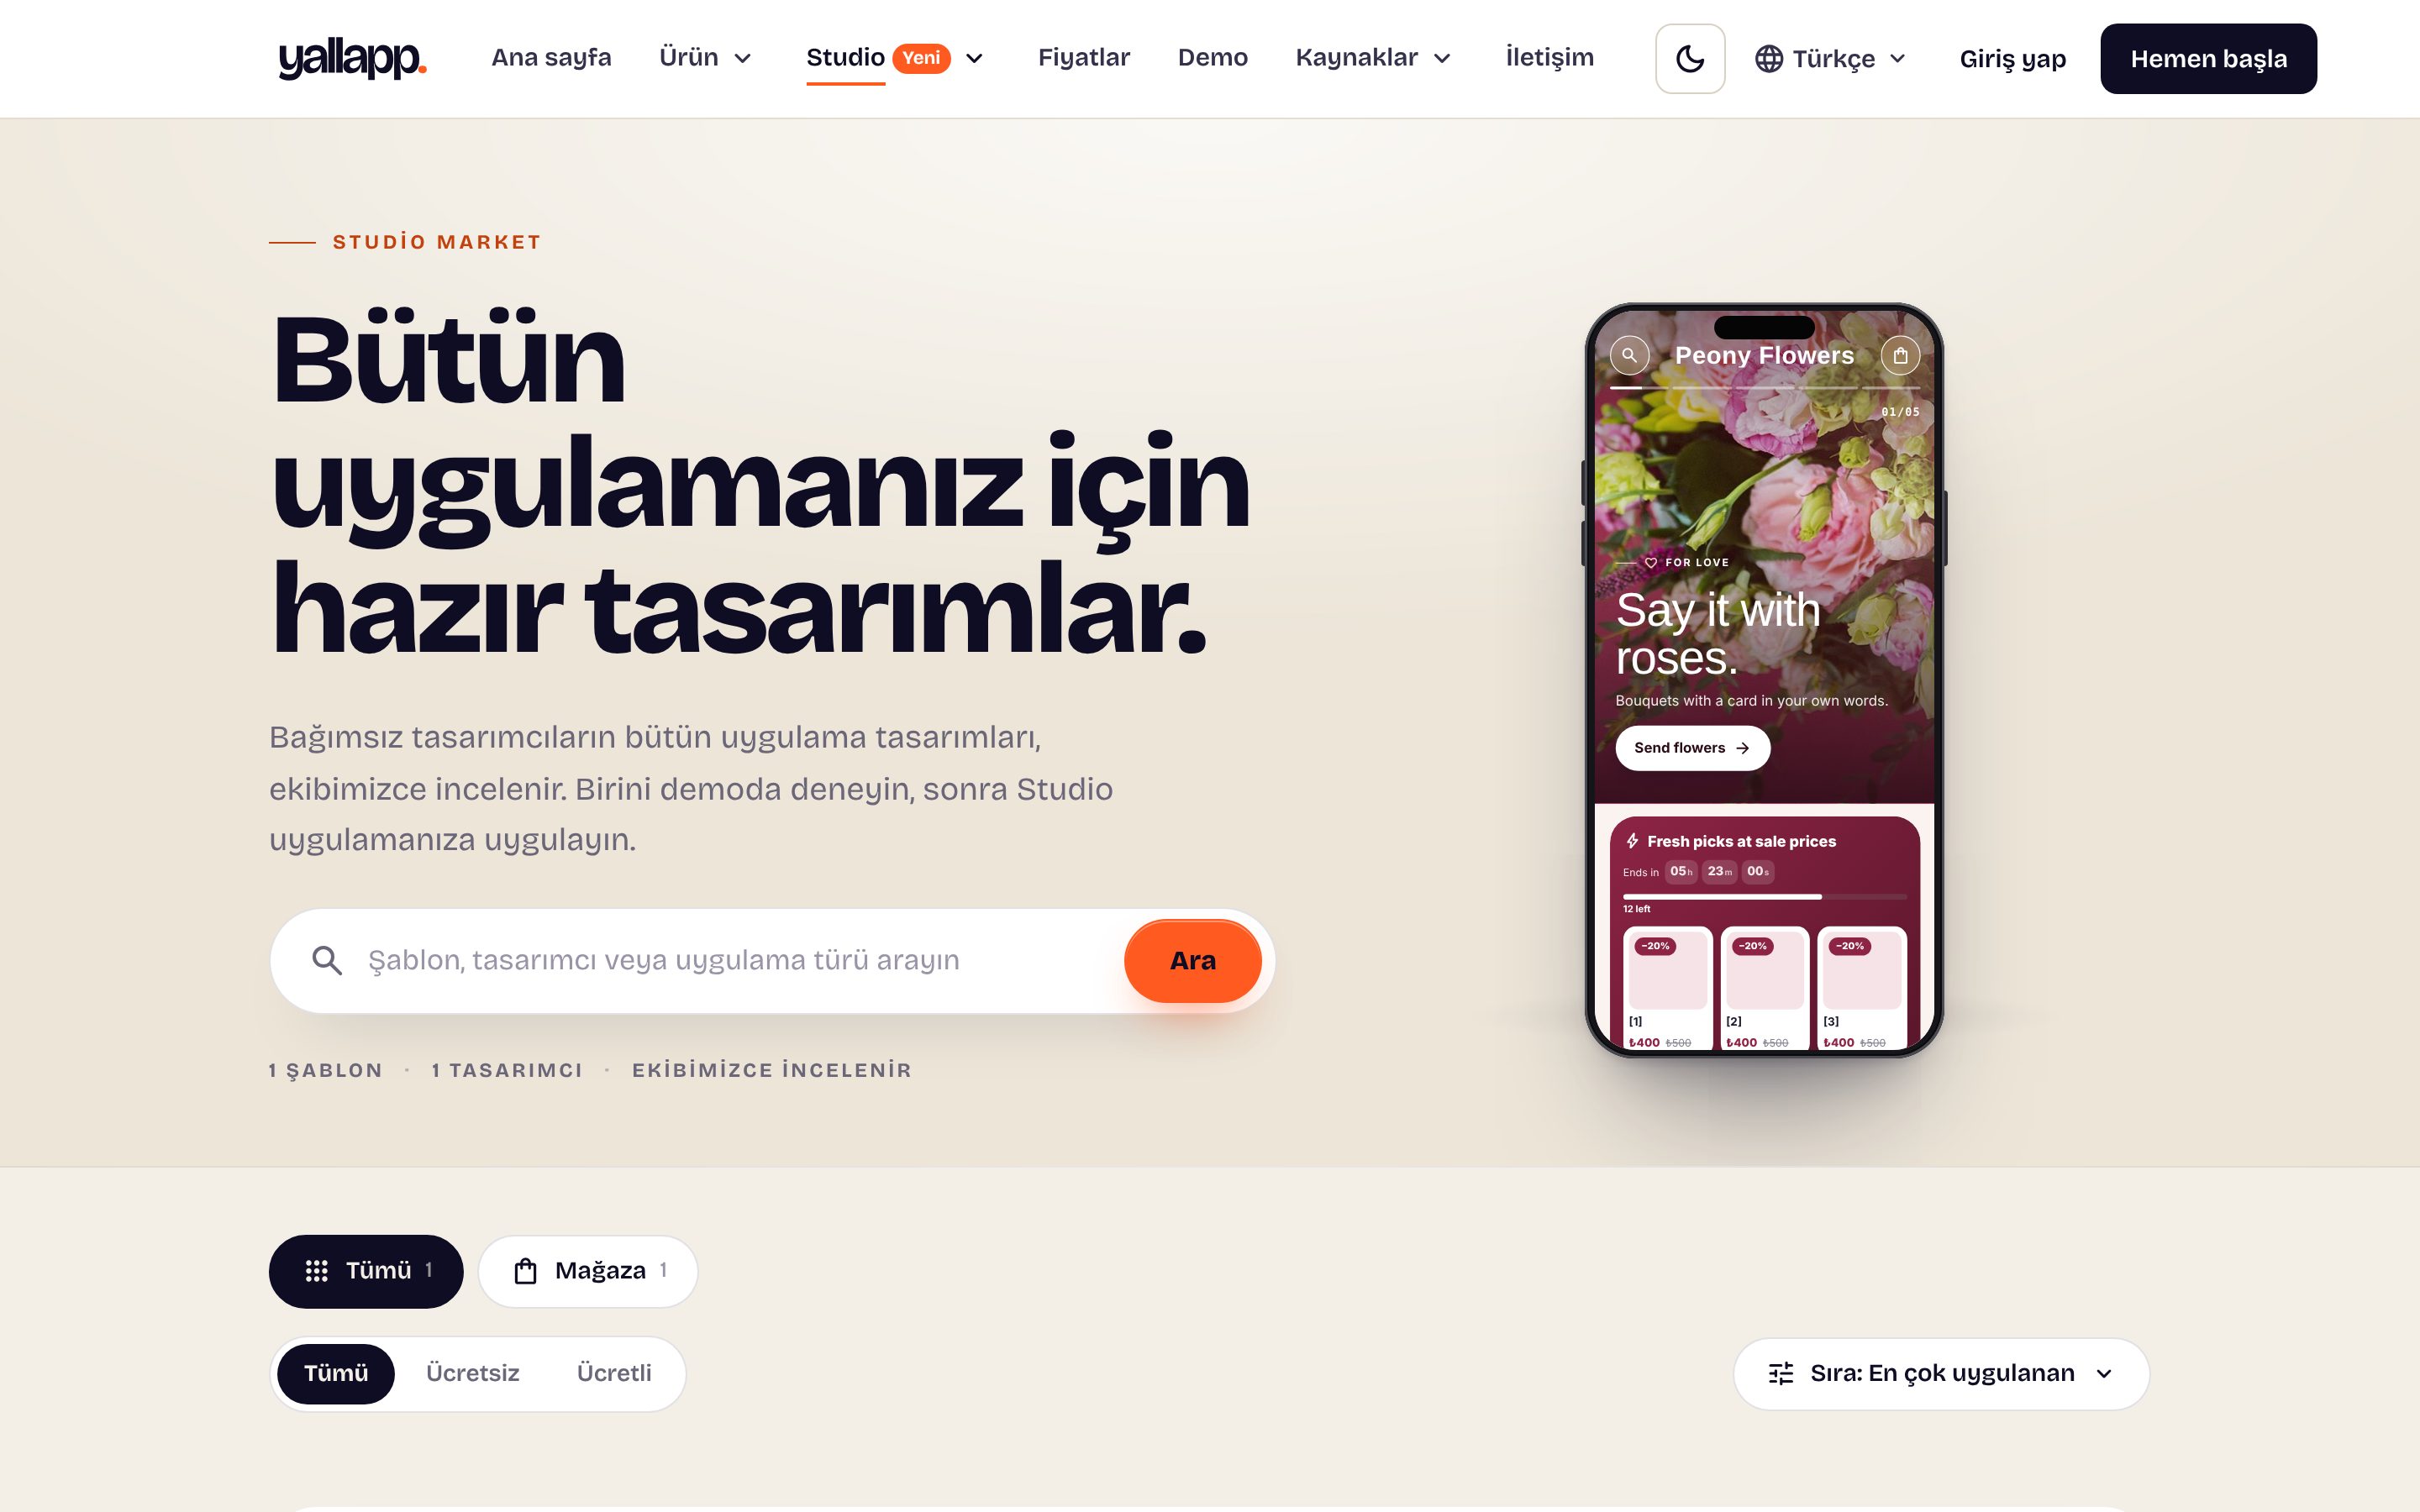 yallapp.
Ana sayfa
Ürün
Studio Yeni
Fiyatlar
Demo
Kaynaklar
İletişim
Türkçe
Giriş yap
Hemen başla
STUDİO MARKET
Bütün
uygulamanız için
hazır tasarımlar.
Bağımsız tasarımcıların bütün uygulama tasarımları,
ekibimizce incelenir. Birini demoda deneyin, sonra Studio
uygulamanıza uygulayın.
Şablon, tasarımcı veya uygulama türü arayın
Ara
1 ŞABLON · 1 TASARIMCI · EKİBİMİZCE İNCELENİR
Peony Flowers
01/05
FOR LOVE
Say it with
roses.
Bouquets with a card in your own words.
Send flowers →
Fresh picks at sale prices
Ends in 05h 23m 00s
12 left
−20% −20% −20%
[1] [2] [3]
₺400 ₺500 ₺400 ₺500 ₺400 ₺500
Tümü 1
Mağaza 1
Tümü
Ücretsiz
Ücretli
Sıra: En çok uygulanan